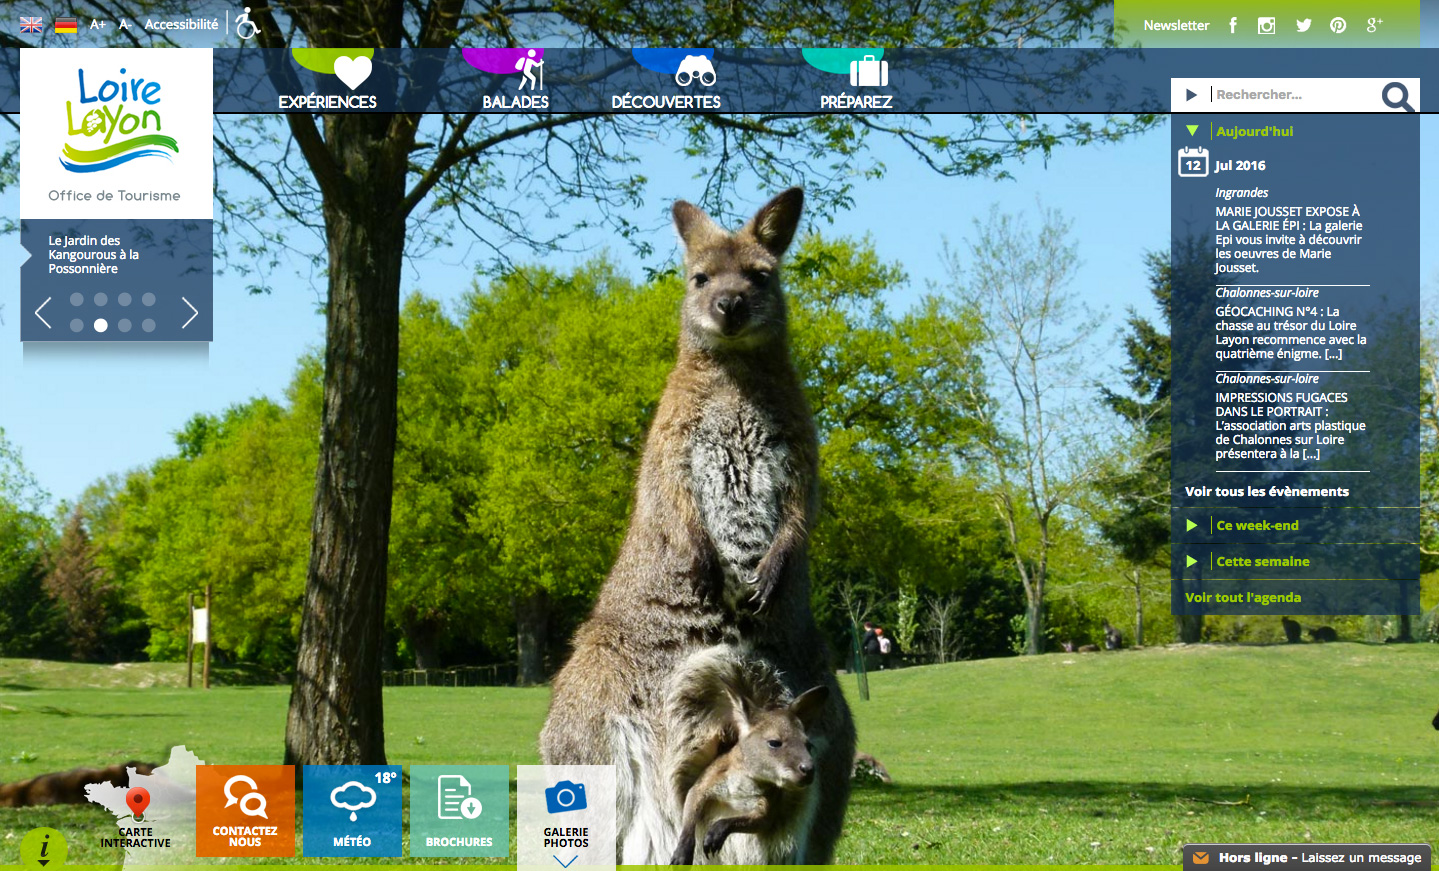 A+ A- Accessibilité
Newsletter
Loire
Layon
Office de Tourisme
EXPÉRIENCES
BALADES
DÉCOUVERTES
PRÉPAREZ
Rechercher...
Le Jardin des
Kangourous à la
Possonnière
Aujourd'hui
12 Jul 2016
Ingrandes
MARIE JOUSSET EXPOSE À
LA GALERIE ÉPI : La galerie
Epi vous invite à découvrir
les oeuvres de Marie
Jousset.
Chalonnes-sur-loire
GÉOCACHING N°4 : La
chasse au trésor du Loire
Layon recommence avec la
quatrième énigme. [...]
Chalonnes-sur-loire
IMPRESSIONS FUGACES
DANS LE PORTRAIT :
L'association arts plastique
de Chalonnes sur Loire
présentera à la [...]
Voir tous les évènements
Ce week-end
Cette semaine
Voir tout l'agenda
i
CARTE
INTERACTIVE
CONTACTEZ
NOUS
18°
MÉTÉO
BROCHURES
GALERIE
PHOTOS
Hors ligne - Laissez un message